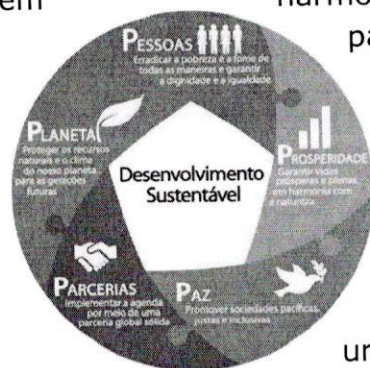 em
harmo
pa
PESSOAS
Erradicar a pobreza e a fome de
todas as maneiras e garantir
a dignidade e a igualdade
PLANETA
Proteger os recursos
naturais e o clima
do nosso planeta
para as gerações
futuras
PROSPERIDADE
Garantir vidas
prósperas e plenas,
em harmonia com
a natureza
Desenvolvimento
Sustentável
PARCERIAS
Implementar a agenda
por meio de uma
parceria global sólida
PAZ
Promover sociedades pacíficas,
justas e inclusivas
ur